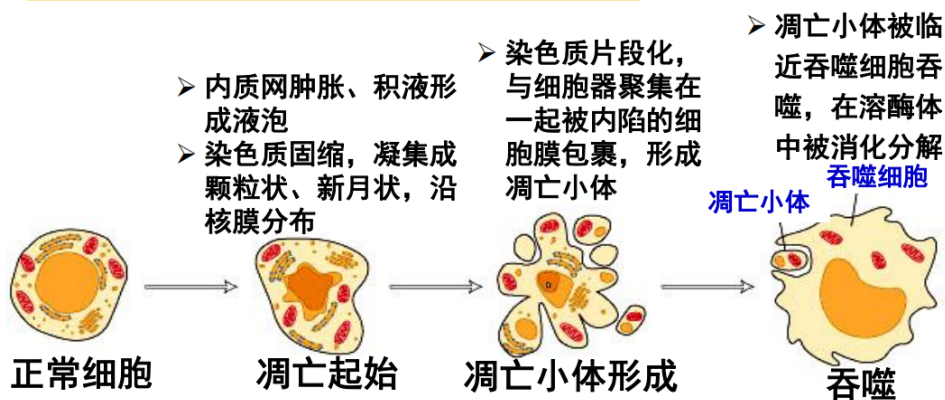 ➢ 内质网肿胀、积液形
成液泡
➢ 染色质固缩，凝集成
颗粒状、新月状，沿
核膜分布
➢ 染色质片段化，
与细胞器聚集在
一起被内陷的细
胞膜包裹，形成
凋亡小体
➢ 凋亡小体被临
近吞噬细胞吞
噬，在溶酶体
中被消化分解
凋亡小体
吞噬细胞
正常细胞
凋亡起始
凋亡小体形成
吞噬